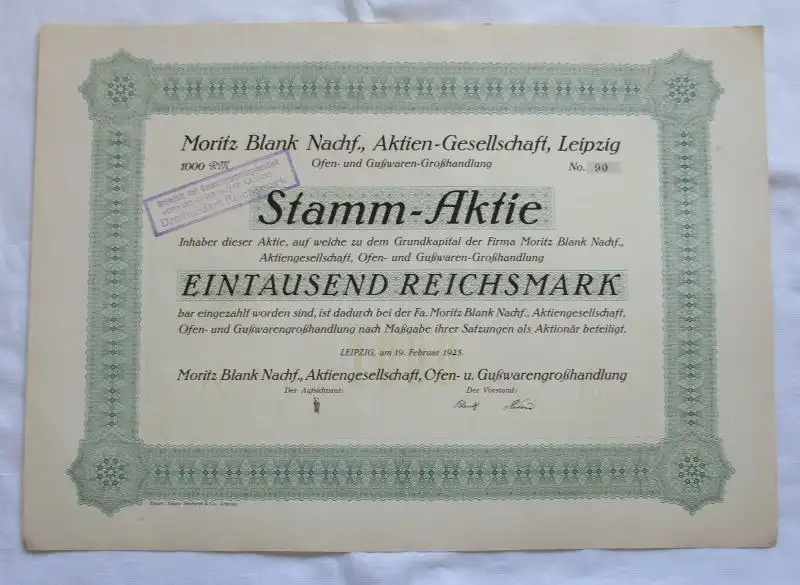 Moritz Blank Nachf., Aktien-Gesellschaft, Leipzig
1000 RM. Ofen- und Gußwaren-Großhandlung No. 90
Dreihundert Reichsmark
Stamm-Aktie
Inhaber dieser Aktie, auf welche zu dem Grundkapital der Firma Moritz Blank Nachf.,
Aktiengesellschaft, Ofen- und Gußwaren-Großhandlung
EINTAUSEND REICHSMARK
bar eingezahlt worden sind, ist dadurch bei der Fa. Moritz Blank Nachf., Aktiengesellschaft,
Ofen- und Gußwarengroßhandlung nach Maßgabe ihrer Satzungen als Aktionär beteiligt.
LEIPZIG, am 19. Februar 1925.
Moritz Blank Nachf., Aktiengesellschaft, Ofen- u. Gußwarengroßhandlung
Der Aufsichtsrat: Der Vorstand:
Blank